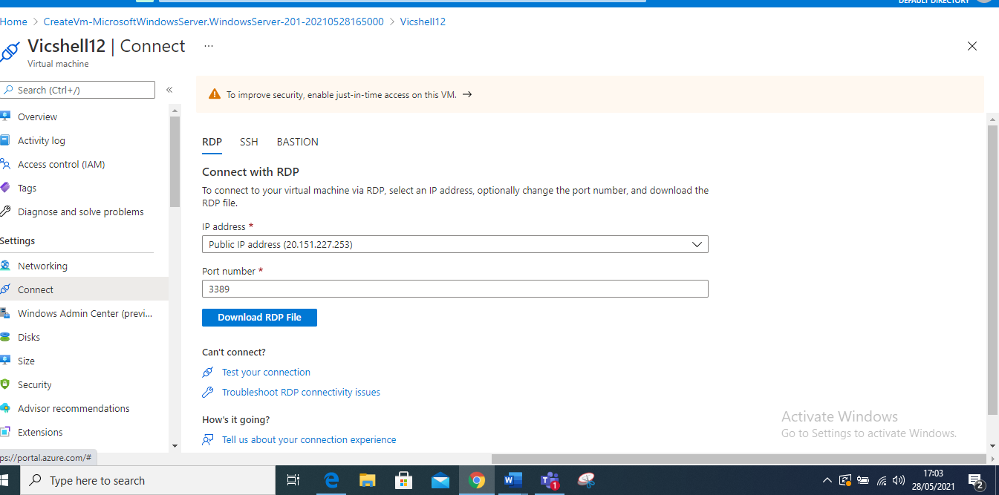 DEFAULT DIRECTORY
Home > CreateVm-MicrosoftWindowsServer.WindowsServer-201-20210528165000 > Vicshell12
Vicshell12 | Connect ...
Virtual machine
Search (Ctrl+/) «
Overview
Activity log
Access control (IAM)
Tags
Diagnose and solve problems
Settings
Networking
Connect
Windows Admin Center (previ...
Disks
Size
Security
Advisor recommendations
Extensions
ps://portal.azure.com/#
To improve security, enable just-in-time access on this VM. →
RDP SSH BASTION
Connect with RDP
To connect to your virtual machine via RDP, select an IP address, optionally change the port number, and download the
RDP file.
IP address *
Public IP address (20.151.227.253)
Port number *
3389
Download RDP File
Can't connect?
Test your connection
Troubleshoot RDP connectivity issues
How's it going?
Tell us about your connection experience
Activate Windows
Go to Settings to activate Windows.
Type here to search
W
T
1
17:03
28/05/2021
2